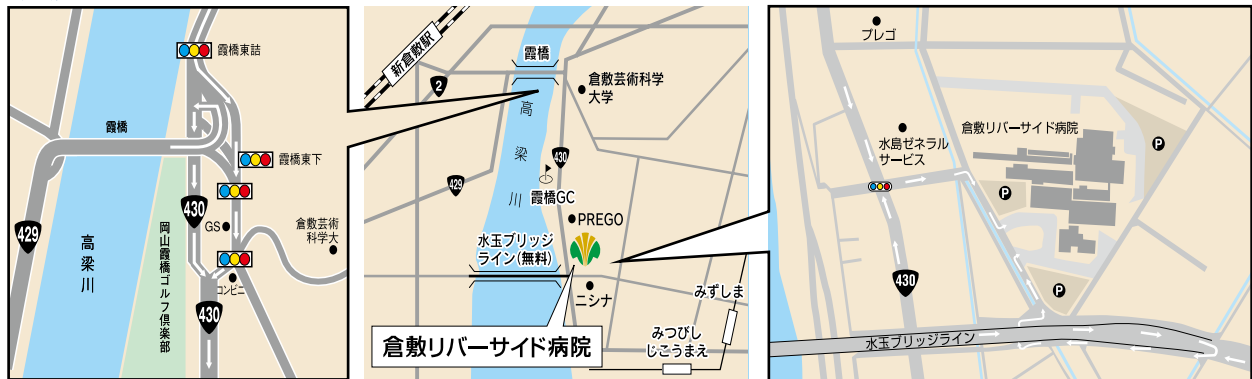 霞橋東詰
霞橋
霞橋東下
430
GS
倉敷芸術
科学大
429
高梁川
岡山霞橋ゴルフ倶楽部
コンビニ
430
新倉敷駅
霞橋
2
倉敷芸術科学
大学
高梁川
430
429
霞橋GC
PREGO
水玉ブリッジ
ライン(無料)
ニシナ
みずしま
倉敷リバーサイド病院
みつびし
じこうまえ
プレゴ
水島ゼネラル
サービス
倉敷リバーサイド病院
P
P
430
P
水玉ブリッジライン